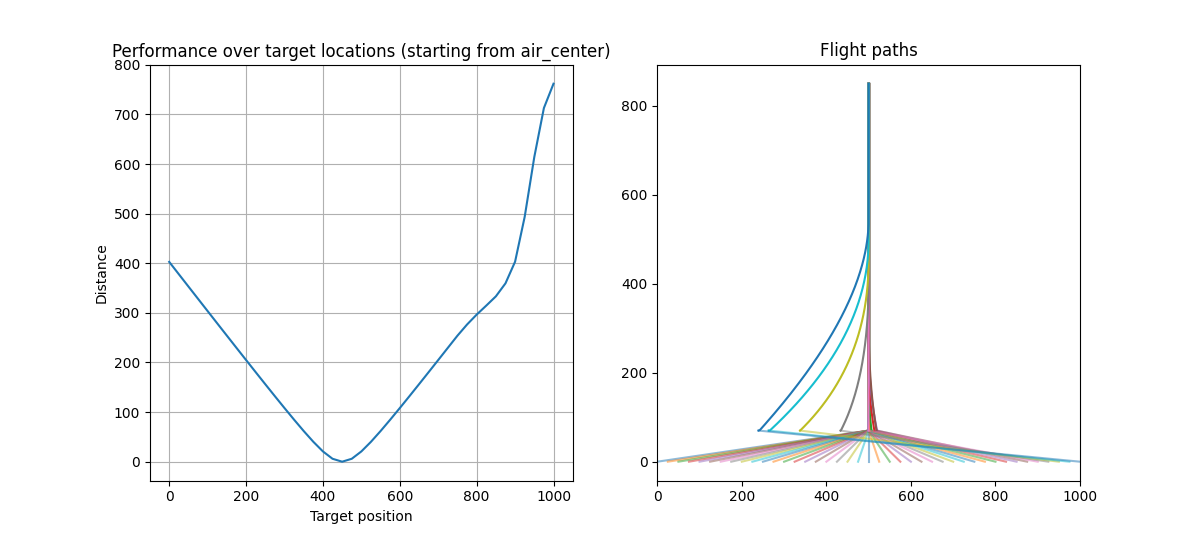 Performance over target locations (starting from air_center)
800
700
600
500
400
300
200
100
0
Distance
0 200 400 600 800 1000
Target position
Flight paths
800
600
400
200
0
0 200 400 600 800 1000